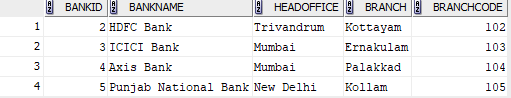 BANKID BANKNAME HEADOFFICE BRANCH BRANCHCODE
1 2 HDFC Bank Trivandrum Kottayam 102
2 3 ICICI Bank Mumbai Ernakulam 103
3 4 Axis Bank Mumbai Palakkad 104
4 5 Punjab National Bank New Delhi Kollam 105